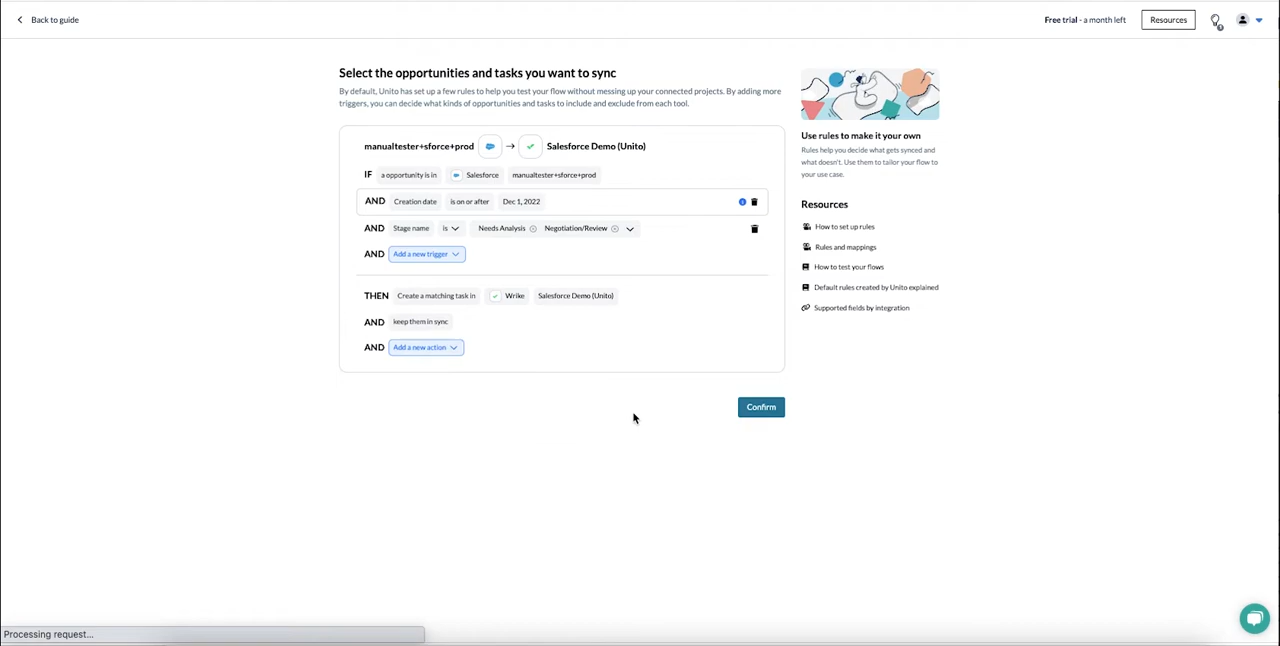 Back to guide
Free trial - a month left
Resources
Select the opportunities and tasks you want to sync
By default, Unito has set up a few rules to help you test your flow without messing up your connected projects. By adding more
triggers, you can decide what kinds of opportunities and tasks to include and exclude from each tool.
manualtester+sforce+prod → Salesforce Demo (Unito)
IF a opportunity is in Salesforce manualtester+sforce+prod
AND Creation date is on or after Dec 1, 2022
AND Stage name is Needs Analysis Negotiation/Review
AND Add a new trigger
THEN Create a matching task in Wrike Salesforce Demo (Unito)
AND keep them in sync
AND Add a new action
Confirm
Use rules to make it your own
Rules help you decide what gets synced and
what doesn't. Use them to tailor your flow to
your use case.
Resources
How to set up rules
Rules and mappings
How to test your flows
Default rules created by Unito explained
Supported fields by integration
Processing request...